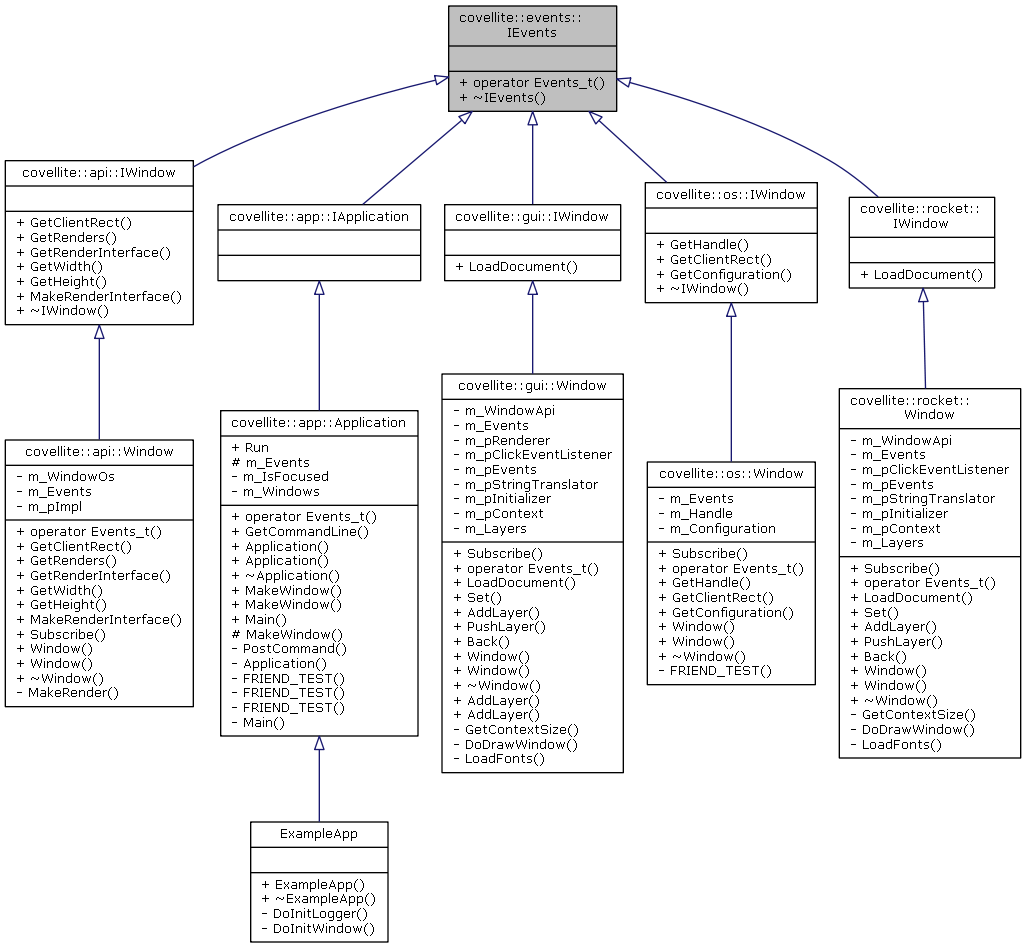 covellite::events::
IEvents
+ operator Events_t()
+ ~IEvents()
covellite::api::IWindow
+ GetClientRect()
+ GetRenders()
+ GetRenderInterface()
+ GetWidth()
+ GetHeight()
+ MakeRenderInterface()
+ ~IWindow()
covellite::app::IApplication
covellite::gui::IWindow
+ LoadDocument()
covellite::os::IWindow
+ GetHandle()
+ GetClientRect()
+ GetConfiguration()
+ ~IWindow()
covellite::rocket::
IWindow
+ LoadDocument()
covellite::api::Window
- m_WindowOs
- m_Events
- m_pImpl
+ operator Events_t()
+ GetClientRect()
+ GetRenders()
+ GetRenderInterface()
+ GetWidth()
+ GetHeight()
+ MakeRenderInterface()
+ Subscribe()
+ Window()
+ Window()
+ ~Window()
- MakeRender()
covellite::app::Application
+ Run
# m_Events
- m_IsFocused
- m_Windows
+ operator Events_t()
+ GetCommandLine()
+ Application()
+ Application()
+ ~Application()
+ MakeWindow()
+ MakeWindow()
+ Main()
# MakeWindow()
- PostCommand()
- Application()
- FRIEND_TEST()
- FRIEND_TEST()
- FRIEND_TEST()
- Main()
covellite::gui::Window
- m_WindowApi
- m_Events
- m_pRenderer
- m_pClickEventListener
- m_pEvents
- m_pStringTranslator
- m_pInitializer
- m_pContext
- m_Layers
+ Subscribe()
+ operator Events_t()
+ LoadDocument()
+ Set()
+ AddLayer()
+ PushLayer()
+ Back()
+ Window()
+ Window()
+ ~Window()
+ AddLayer()
+ AddLayer()
- GetContextSize()
- DoDrawWindow()
- LoadFonts()
covellite::os::Window
- m_Events
- m_Handle
- m_Configuration
+ Subscribe()
+ operator Events_t()
+ GetHandle()
+ GetClientRect()
+ GetConfiguration()
+ Window()
+ Window()
+ ~Window()
- FRIEND_TEST()
covellite::rocket::
Window
- m_WindowApi
- m_Events
- m_pClickEventListener
- m_pEvents
- m_pStringTranslator
- m_pInitializer
- m_pContext
- m_Layers
+ Subscribe()
+ operator Events_t()
+ LoadDocument()
+ Set()
+ AddLayer()
+ PushLayer()
+ Back()
+ Window()
+ Window()
+ ~Window()
- GetContextSize()
- DoDrawWindow()
- LoadFonts()
ExampleApp
+ ExampleApp()
+ ~ExampleApp()
- DoInitLogger()
- DoInitWindow()